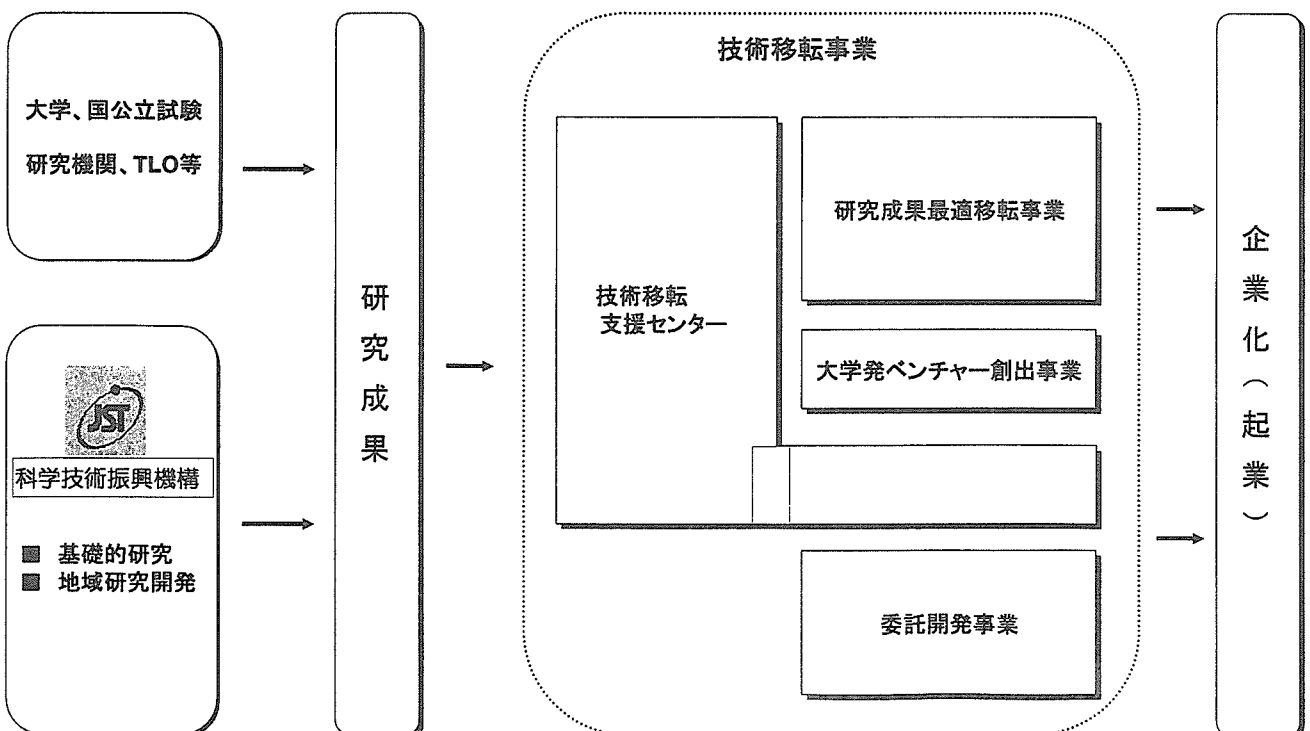 大学、国公立試験
研究機関、TLO等
JST
科学技術振興機構
■ 基礎的研究
■ 地域研究開発
研究成果
技術移転事業
技術移転
支援センター
研究成果最適移転事業
大学発ベンチャー創出事業
委託開発事業
企業化(起業)